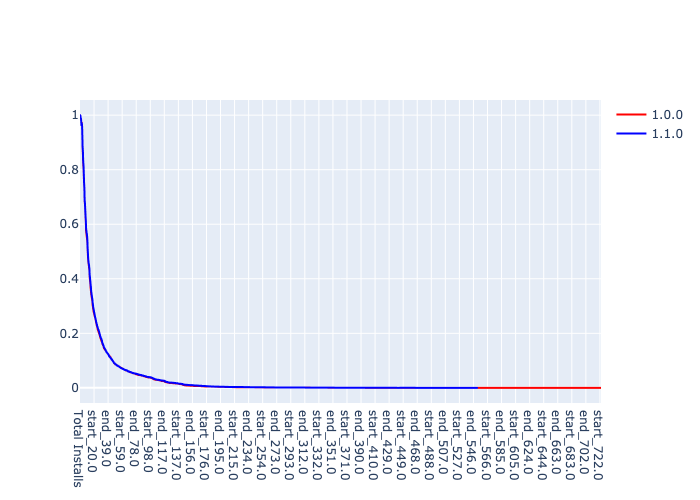 1.0.0
1.1.0
1
0.8
0.6
0.4
0.2
0
Total Installs
start_20.0
end_39.0
start_59.0
end_78.0
start_98.0
end_117.0
start_137.0
end_156.0
start_176.0
end_195.0
start_215.0
end_234.0
start_254.0
end_273.0
start_293.0
end_312.0
start_332.0
end_351.0
start_371.0
end_390.0
start_410.0
end_429.0
start_449.0
end_468.0
start_488.0
end_507.0
start_527.0
end_546.0
start_566.0
end_585.0
start_605.0
end_624.0
start_644.0
end_663.0
start_683.0
end_702.0
start_722.0